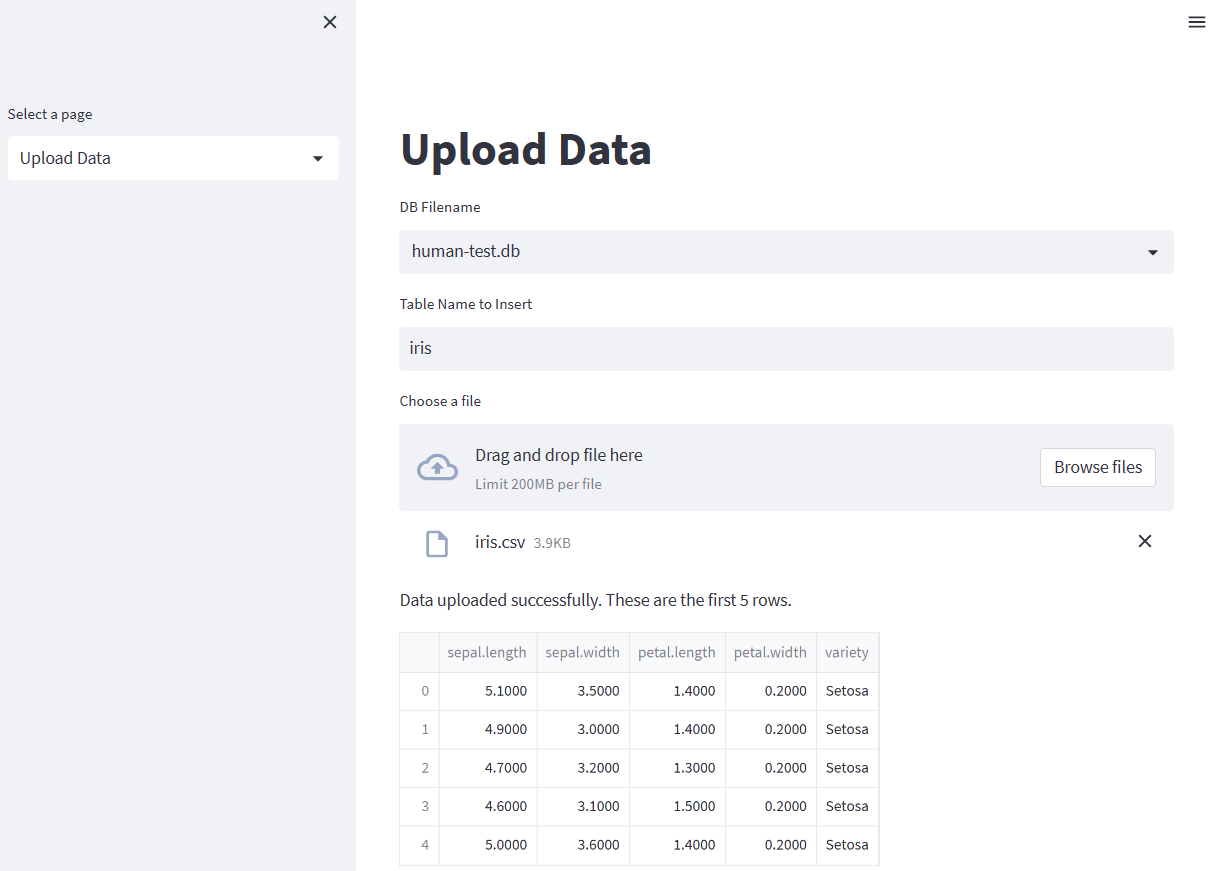 Select a page
Upload Data
Upload Data
DB Filename
human-test.db
Table Name to Insert
iris
Choose a file
Drag and drop file here
Limit 200MB per file
Browse files
iris.csv 3.9KB
Data uploaded successfully. These are the first 5 rows.
sepal.length sepal.width petal.length petal.width variety
0 5.1000 3.5000 1.4000 0.2000 Setosa
1 4.9000 3.0000 1.4000 0.2000 Setosa
2 4.7000 3.2000 1.3000 0.2000 Setosa
3 4.6000 3.1000 1.5000 0.2000 Setosa
4 5.0000 3.6000 1.4000 0.2000 Setosa